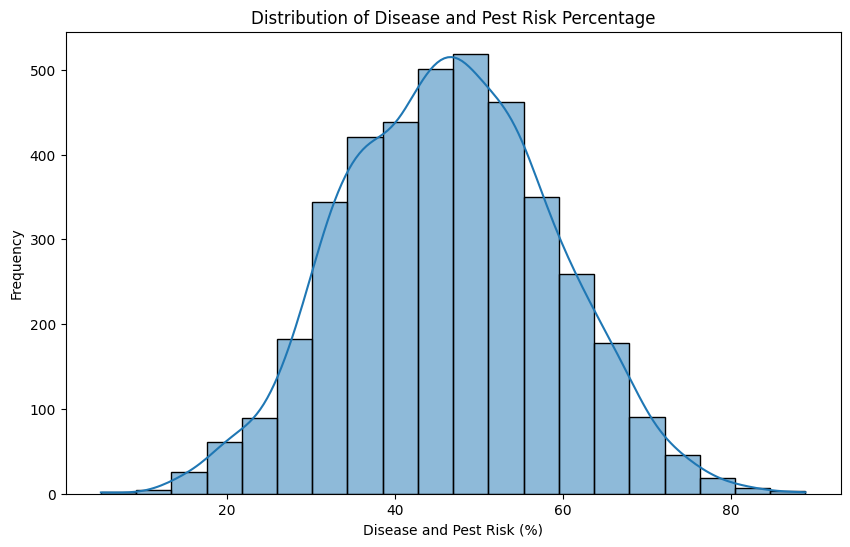 Distribution of Disease and Pest Risk Percentage
500
400
300
200
100
0
Frequency
20 40 60 80
Disease and Pest Risk (%)